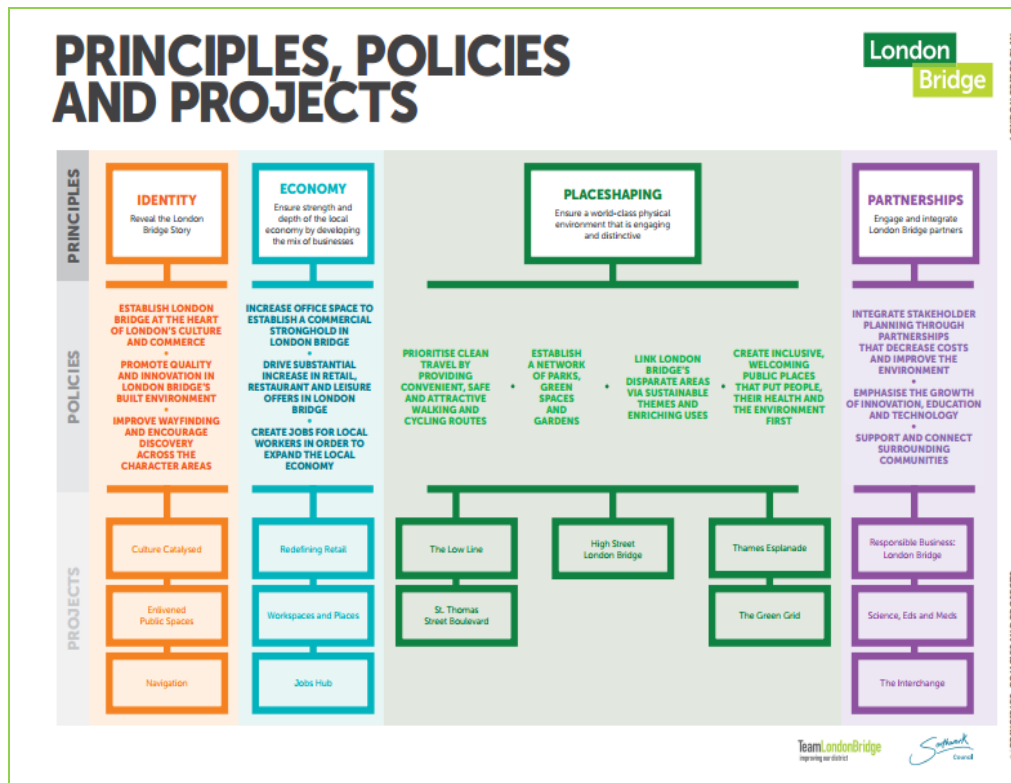 PRINCIPLES, POLICIES
AND PROJECTS
London
Bridge
PRINCIPLES
IDENTITY
Reveal the London
Bridge Story
ECONOMY
Ensure strength and
depth of the local
economy by developing
the mix of businesses
PLACESHAPING
Ensure a world-class physical
environment that is engaging
and distinctive
PARTNERSHIPS
Engage and integrate
London Bridge partners
POLICIES
ESTABLISH LONDON
BRIDGE AT THE HEART
OF LONDON'S CULTURE
AND COMMERCE
•
PROMOTE QUALITY
AND INNOVATION IN
LONDON BRIDGE'S
BUILT ENVIRONMENT
•
IMPROVE WAYFINDING
AND ENCOURAGE
DISCOVERY
ACROSS THE
CHARACTER AREAS
INCREASE OFFICE SPACE TO
ESTABLISH A COMMERCIAL
STRONGHOLD IN
LONDON BRIDGE
•
DRIVE SUBSTANTIAL
INCREASE IN RETAIL,
RESTAURANT AND LEISURE
OFFERS IN LONDON
BRIDGE
•
CREATE JOBS FOR LOCAL
WORKERS IN ORDER TO
EXPAND THE LOCAL
ECONOMY
PRIORITISE CLEAN
TRAVEL BY
PROVIDING
CONVENIENT, SAFE
AND ATTRACTIVE
WALKING AND
CYCLING ROUTES
•
ESTABLISH
A NETWORK
OF PARKS,
GREEN
SPACES
AND
GARDENS
•
LINK LONDON
BRIDGE'S
DISPARATE AREAS
VIA SUSTAINABLE
THEMES AND
ENRICHING USES
•
CREATE INCLUSIVE,
WELCOMING
PUBLIC PLACES
THAT PUT PEOPLE,
THEIR HEALTH AND
THE ENVIRONMENT
FIRST
INTEGRATE STAKEHOLDER
PLANNING THROUGH
PARTNERSHIPS
THAT DECREASE COSTS
AND IMPROVE THE
ENVIRONMENT
•
EMPHASISE THE GROWTH
OF INNOVATION, EDUCATION
AND TECHNOLOGY
•
SUPPORT AND CONNECT
SURROUNDING
COMMUNITIES
PROJECTS
Culture Catalysed
Enlivened
Public Spaces
Navigation
Redefining Retail
Workspaces and Places
Jobs Hub
The Low Line
St. Thomas
Street Boulevard
High Street
London Bridge
Thames Esplanade
The Green Grid
Responsible Business:
London Bridge
Science, Eds and Meds
The Interchange
TeamLondonBridge
improving our district
Southwark
Council